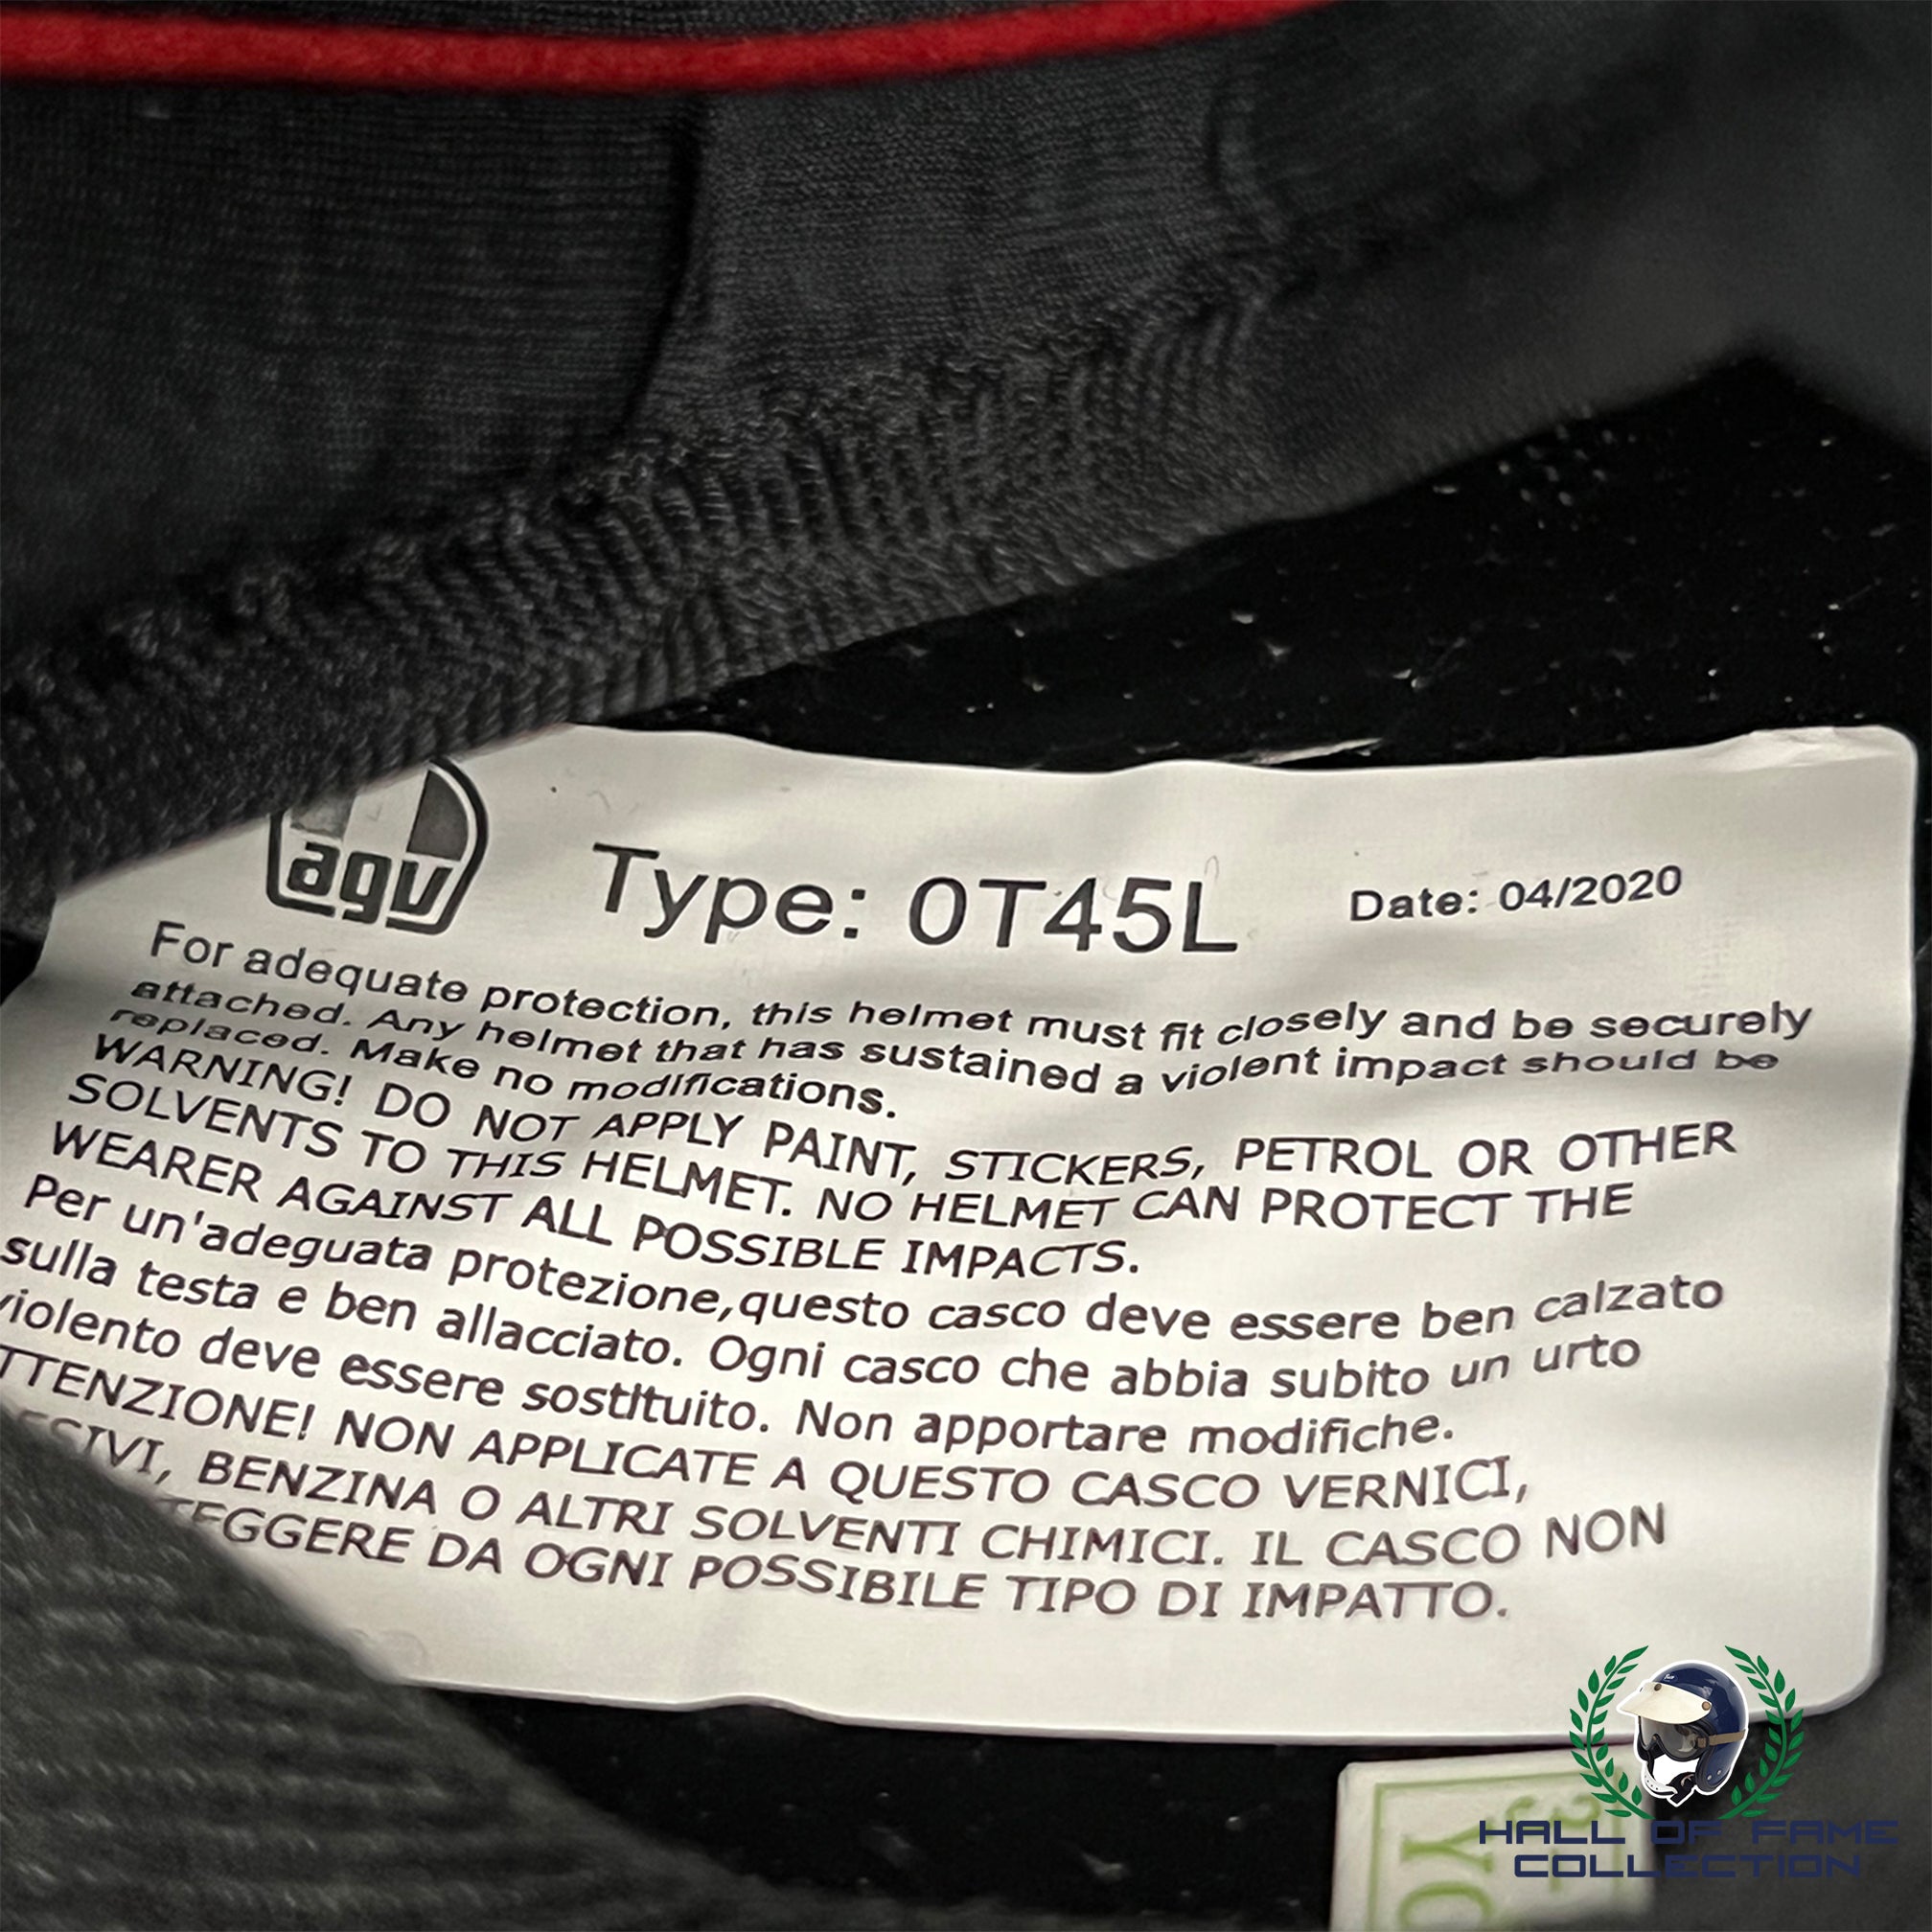 agv
Type: 0T45L
Date: 04/2020
For adequate protection, this helmet must fit closely and be securely
attached. Any helmet that has sustained a violent impact should be
replaced. Make no modifications.
WARNING! DO NOT APPLY PAINT, STICKERS, PETROL OR OTHER
SOLVENTS TO THIS HELMET. NO HELMET CAN PROTECT THE
WEARER AGAINST ALL POSSIBLE IMPACTS.
Per un'adeguata protezione,questo casco deve essere ben calzato
sulla testa e ben allacciato. Ogni casco che abbia subito un urto
violento deve essere sostituito. Non apportare modifiche.
TTENZIONE! NON APPLICATE A QUESTO CASCO VERNICI,
SIVI, BENZINA O ALTRI SOLVENTI CHIMICI. IL CASCO NON
TEGGERE DA OGNI POSSIBILE TIPO DI IMPATTO.
HALL OF FAME
COLLECTION